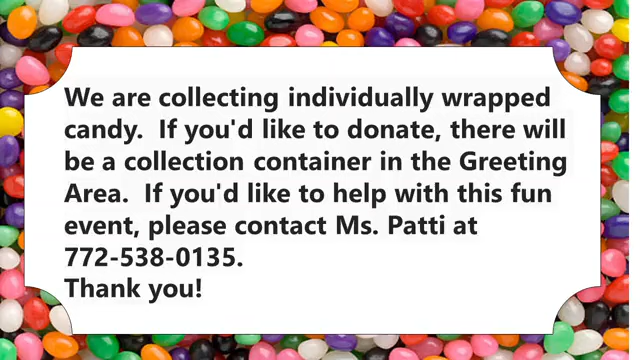 We are collecting individually wrapped
candy.  If you'd like to donate, there will
be a collection container in the Greeting
Area.  If you'd like to help with this fun
event, please contact Ms. Patti at
772-538-0135.
Thank you!